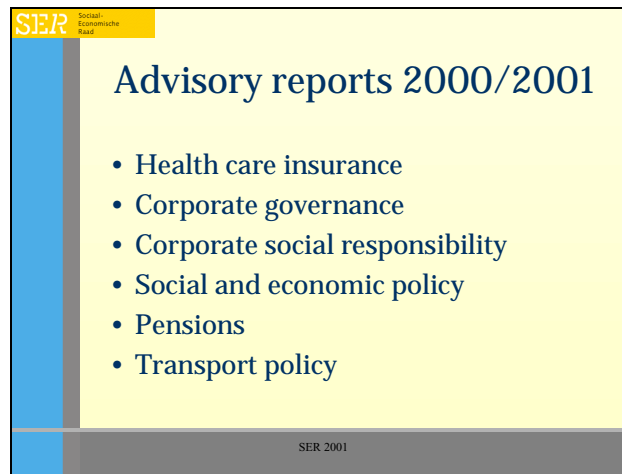 SER
Sociaal-
Economische
Raad
Advisory reports 2000/2001
• Health care insurance
• Corporate governance
• Corporate social responsibility
• Social and economic policy
• Pensions
• Transport policy
SER 2001